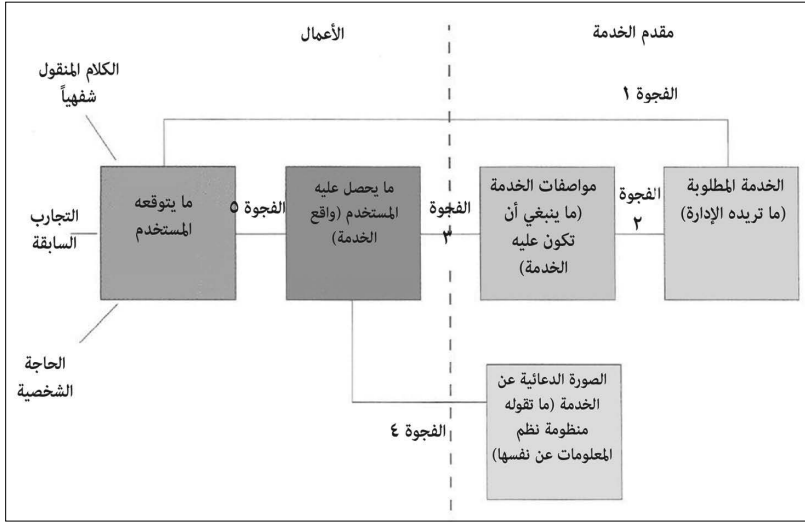 مقدم الخدمة
الأعمال
الفجوة ١
الكلام المنقول
شفهياً
التجارب
السابقة
الحاجة
الشخصية
الخدمة المطلوبة
(ما تريده الإدارة)
الفجوة
٢
مواصفات الخدمة
(ما ينبغي أن
تكون عليه
الخدمة)
الفجوة
٣
ما يحصل عليه
المستخدم (واقع
الخدمة)
الفجوة ٥
ما يتوقعه
المستخدم
الصورة الدعائية عن
الخدمة (ما تقوله
منظومة نظم
المعلومات عن نفسها)
الفجوة ٤